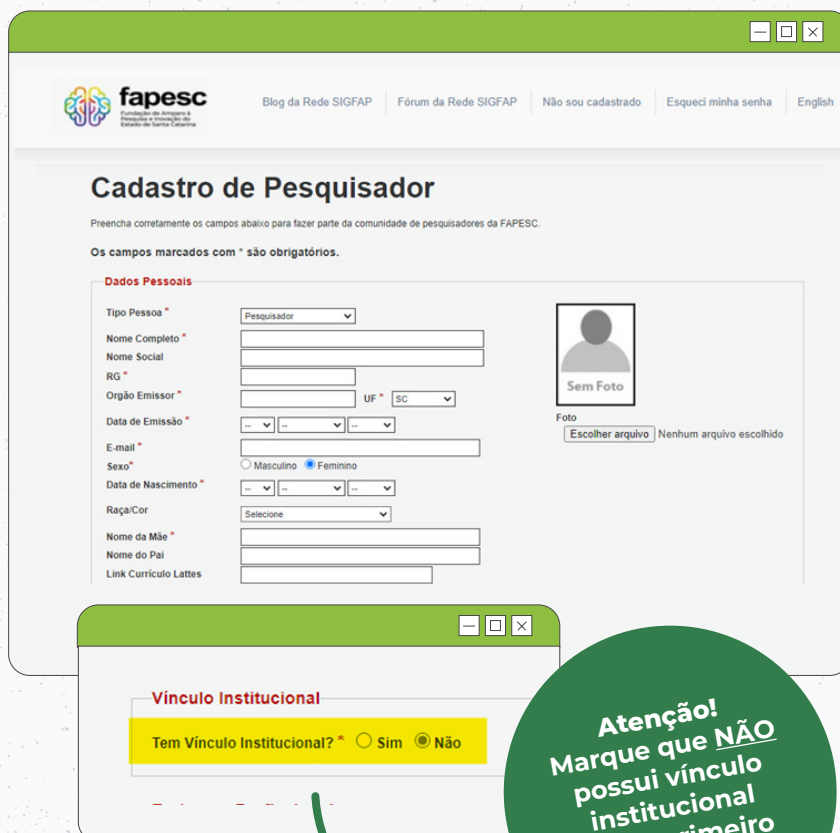 fapesc
Fundação de Amparo à
Pesquisa e Inovação do
Estado de Santa Catarina
Blog da Rede SIGFAP
Fórum da Rede SIGFAP
Não sou cadastrado
Esqueci minha senha
English
Cadastro de Pesquisador
Preencha corretamente os campos abaixo para fazer parte da comunidade de pesquisadores da FAPESC.
Os campos marcados com * são obrigatórios.
Dados Pessoais
Tipo Pessoa * Pesquisador
Nome Completo *
Nome Social
RG *
Orgão Emissor * UF * SC
Data de Emissão * -- -- --
E-mail *
Sexo* Masculino Feminino
Data de Nascimento * -- -- --
Raça/Cor Selecione
Nome da Mãe *
Nome do Pai
Link Currículo Lattes
Sem Foto
Foto
Escolher arquivo Nenhum arquivo escolhido
Vínculo Institucional
Tem Vínculo Institucional? * Sim Não
Atenção!
Marque que NÃO
possui vínculo
institucional